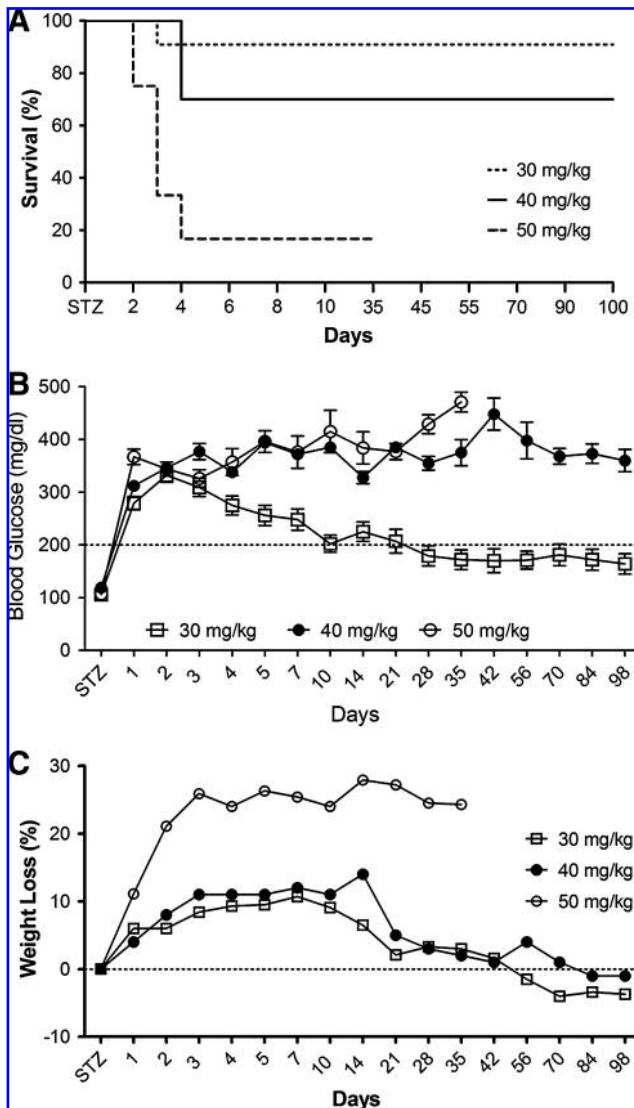 A
Survival (%)
100
80
60
40
20
0
30 mg/kg
40 mg/kg
50 mg/kg
STZ 2 4 6 8 10 35 45 55 70 90 100
Days
B
Blood Glucose (mg/dl)
500
400
300
200
100
0
30 mg/kg 40 mg/kg 50 mg/kg
STZ 1 2 3 4 5 7 10 14 21 28 35 42 56 70 84 98
Days
C
Weight Loss (%)
30
20
10
0
-10
30 mg/kg
40 mg/kg
50 mg/kg
STZ 1 2 3 4 5 7 10 14 21 28 35 42 56 70 84 98
Days